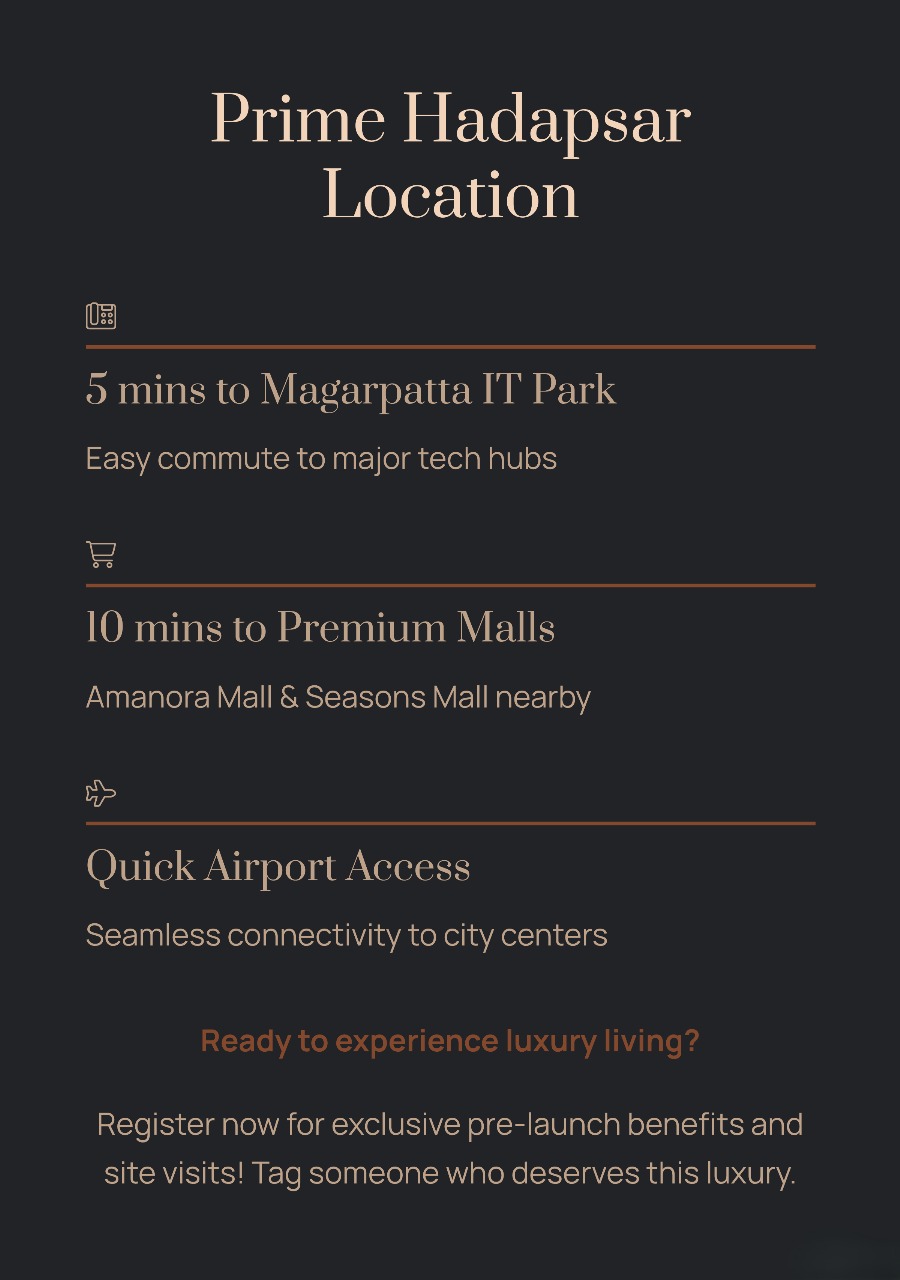 Prime Hadapsar
Location
5 mins to Magarpatta IT Park
Easy commute to major tech hubs
10 mins to Premium Malls
Amanora Mall & Seasons Mall nearby
Quick Airport Access
Seamless connectivity to city centers
Ready to experience luxury living?
Register now for exclusive pre-launch benefits and
site visits! Tag someone who deserves this luxury.